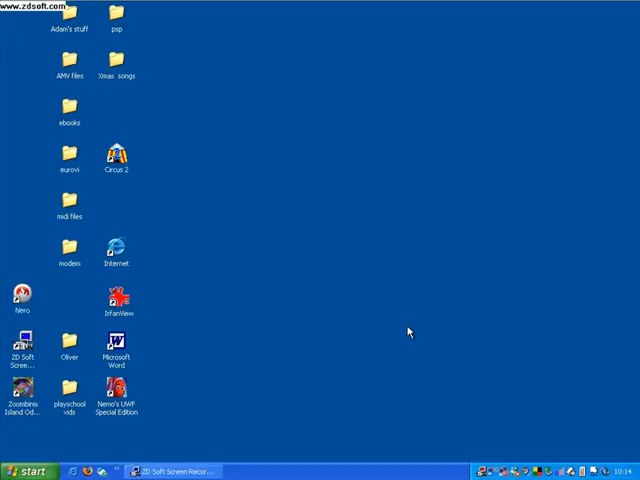 www.zdsoft.com
Adam's stuff
psp
AMV files
Xmas songs
ebooks
eurovi
Circus 2
midi files
modem
Internet
Nero
IrfanView
ZD Soft
Scree...
Oliver
Microsoft
Word
Zoombinis
Island Od...
playschool
vids
Nemo's UWF
Special Edition
start
ZD Soft Screen Recor...
10:14